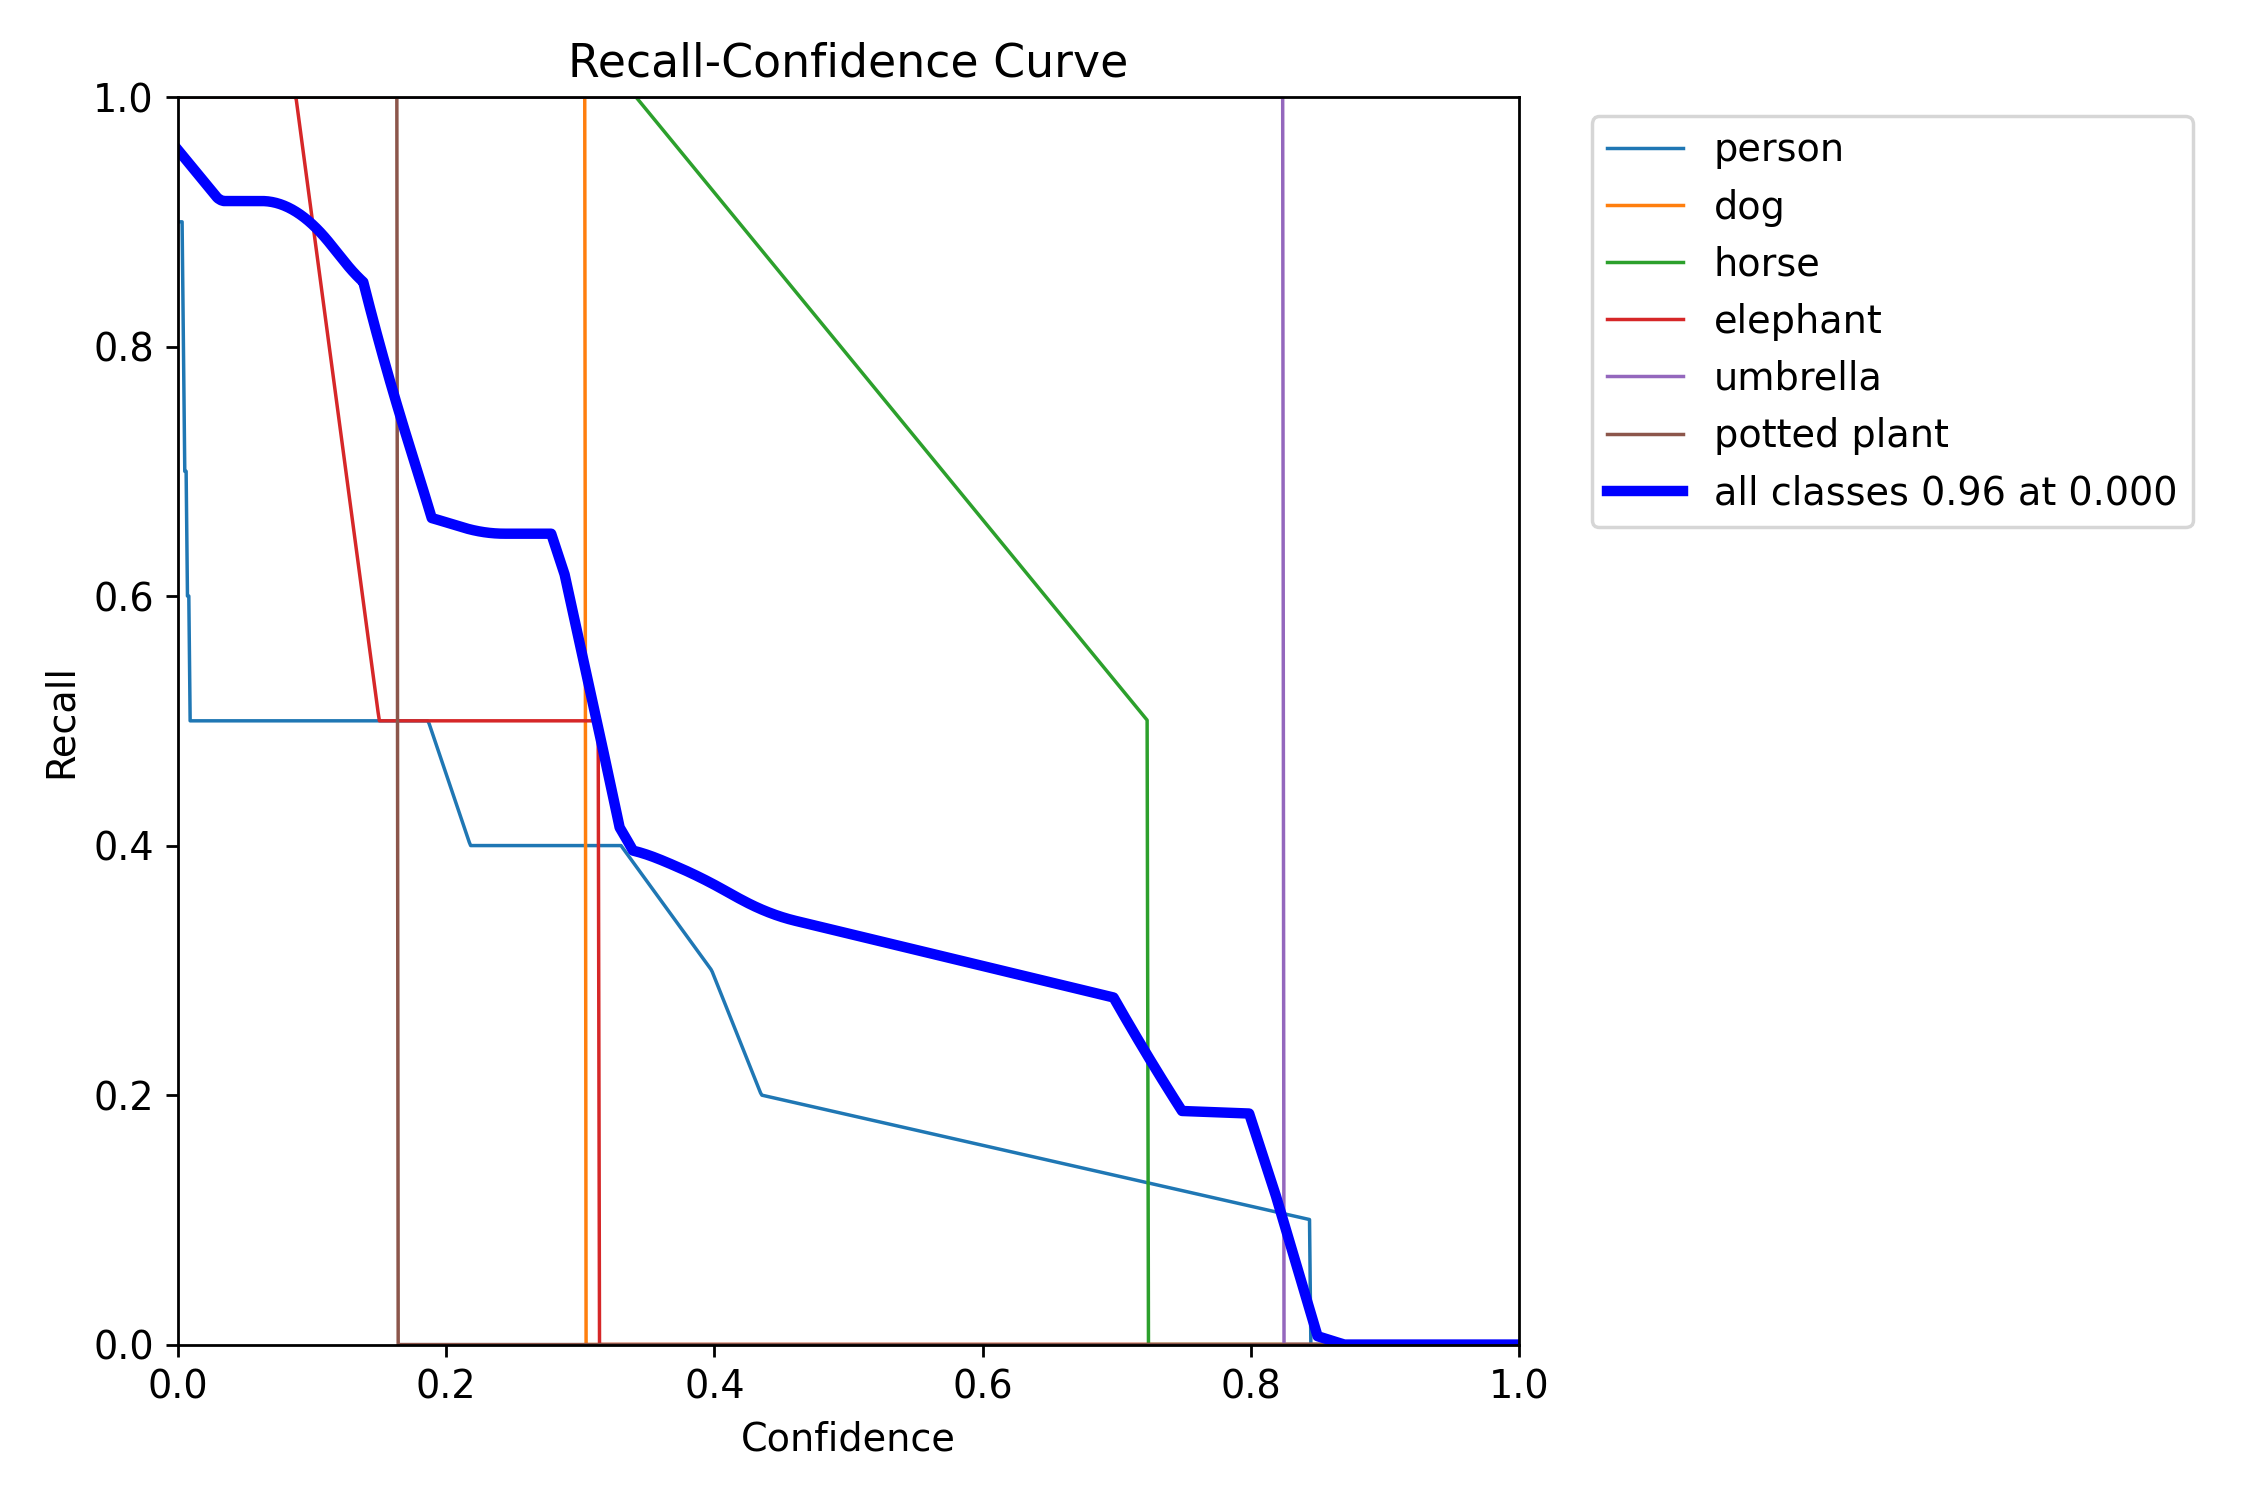 Recall-Confidence Curve
1.0
0.8
0.6
0.4
0.2
0.0
Recall
0.0 0.2 0.4 0.6 0.8 1.0
Confidence
person
dog
horse
elephant
umbrella
potted plant
all classes 0.96 at 0.000